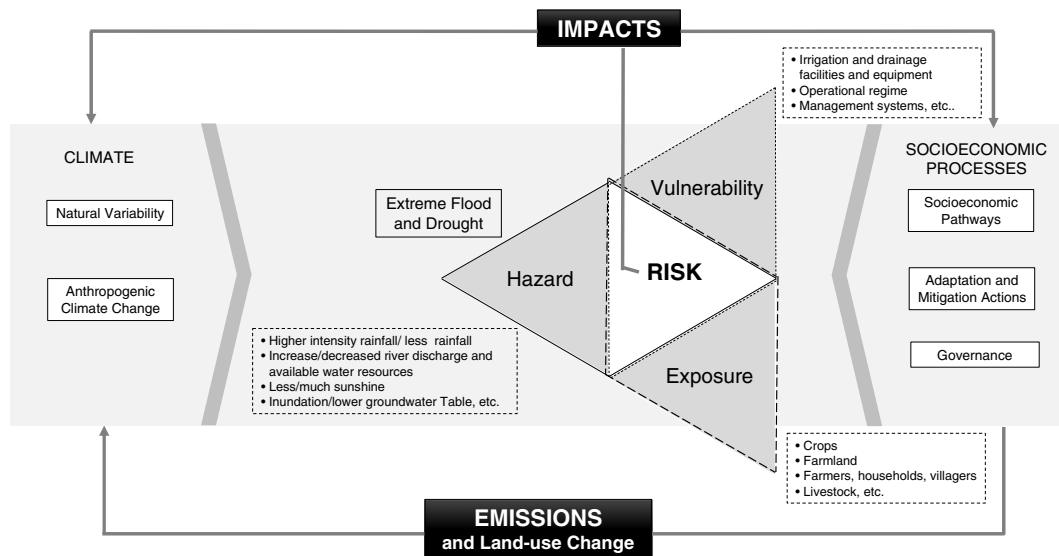 IMPACTS
• Irrigation and drainage
facilities and equipment
• Operational regime
• Management systems, etc..
CLIMATE
Natural Variability
Anthropogenic
Climate Change
Extreme Flood
and Drought
Hazard
Vulnerability
RISK
Exposure
• Higher intensity rainfall/ less rainfall
• Increase/decreased river discharge and
available water resources
• Less/much sunshine
• Inundation/lower groundwater Table, etc.
SOCIOECONOMIC
PROCESSES
Socioeconomic
Pathways
Adaptation and
Mitigation Actions
Governance
• Crops
• Farmland
• Farmers, households, villagers
• Livestock, etc.
EMISSIONS
and Land-use Change